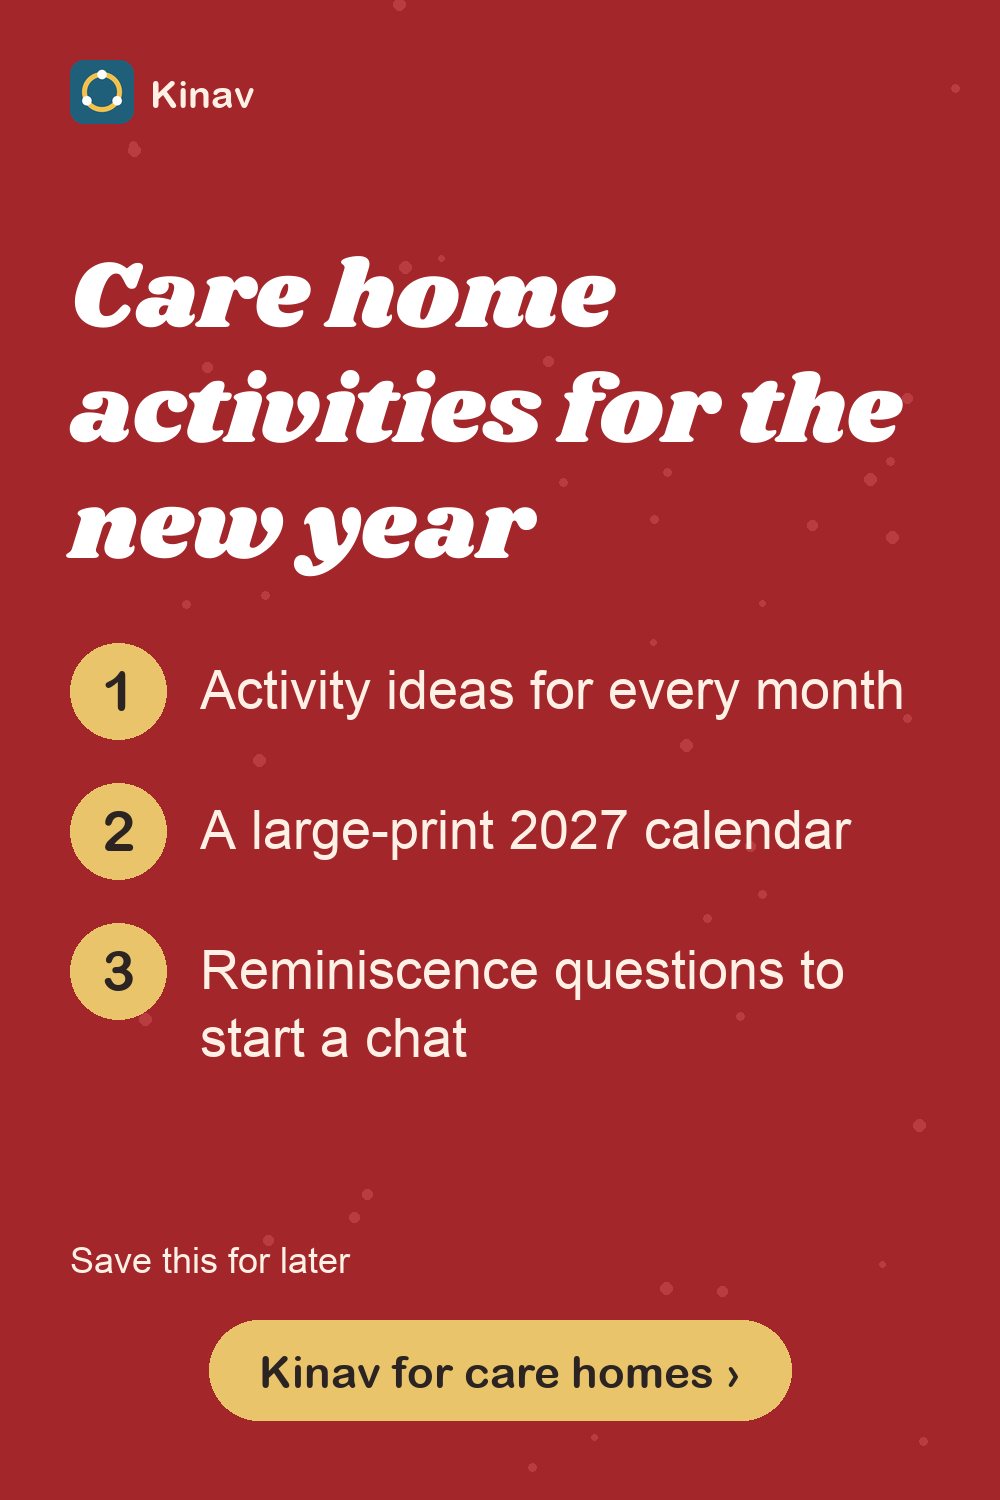 Kinav
Care home
activities for the
new year
1 Activity ideas for every month
2 A large-print 2027 calendar
3 Reminiscence questions to
start a chat
Save this for later
Kinav for care homes ›